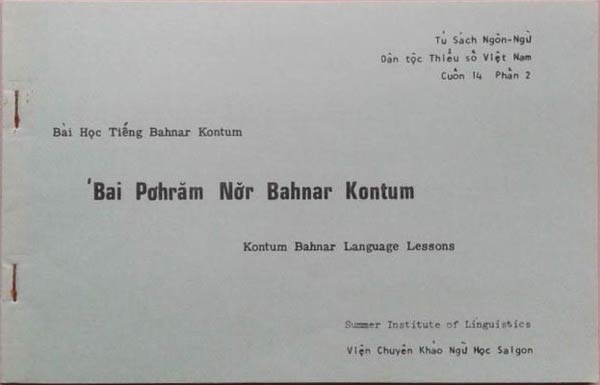 Tủ Sách Ngôn-Ngữ
Dân tộc Thiểu số Việt Nam
Cuốn 14 Phần 2
Bài Học Tiếng Bahnar Kontum
'Bai Pơhrăm Nơ̆r Bahnar Kontum
Kontum Bahnar Language Lessons
Summer Institute of Linguistics
Viện Chuyên Khảo Ngữ Học Saigon